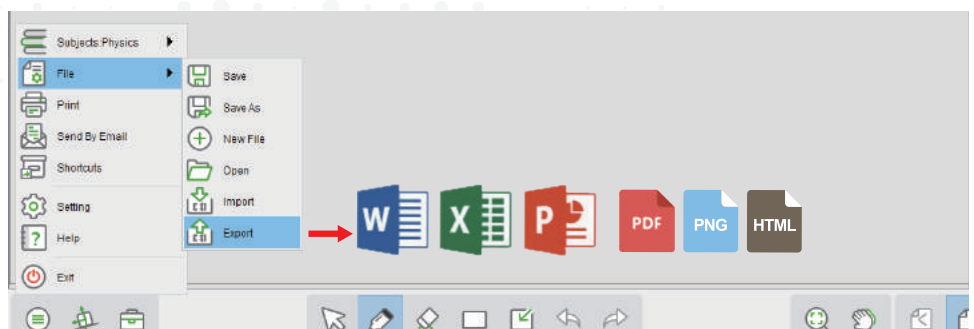 Subjects:Physics
File
Print
Send By Email
Shortcuts
Setting
Help
Exit
Save
Save As
New File
Open
Import
Export
W
X
P
PDF
PNG
HTML